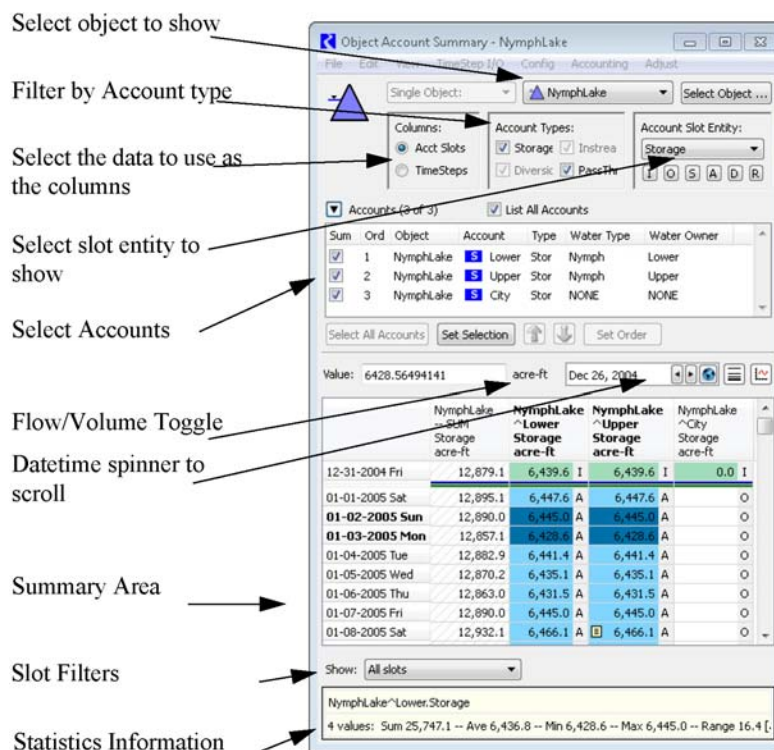 Select object to show
Filter by Account type
Select the data to use as
the columns
Select slot entity to
show
Select Accounts
Flow/Volume Toggle
Datetime spinner to
scroll
Summary Area
Slot Filters
Statistics Information
Object Account Summary - NymphLake
File Edit View TimeStep I/O Config Accounting Adjust
Single Object: NymphLake Select Object ...
Columns: Account Types: Account Slot Entity:
Acct Slots Storage Instrea Storage
TimeSteps Diversic PassThr I O S A D R
Accounts (3 of 3) List All Accounts
Sum Ord Object Account Type Water Type Water Owner
1 NymphLake S Lower Stor Nymph Lower
2 NymphLake S Upper Stor Nymph Upper
3 NymphLake S City Stor NONE NONE
Select All Accounts Set Selection Set Order
Value: 6428.56494141 acre-ft Dec 26, 2004
NymphLake NymphLake NymphLake NymphLake
-- SUM ^Lower ^Upper ^City
Storage Storage Storage Storage
acre-ft acre-ft acre-ft acre-ft
12-31-2004 Fri 12,879.1 6,439.6 I 6,439.6 I 0.0 I
01-01-2005 Sat 12,895.1 6,447.6 A 6,447.6 A O
01-02-2005 Sun 12,890.0 6,445.0 A 6,445.0 A O
01-03-2005 Mon 12,857.1 6,428.6 A 6,428.6 A O
01-04-2005 Tue 12,882.9 6,441.4 A 6,441.4 A O
01-05-2005 Wed 12,870.2 6,435.1 A 6,435.1 A O
01-06-2005 Thu 12,863.0 6,431.5 A 6,431.5 A O
01-07-2005 Fri 12,890.0 6,445.0 A 6,445.0 A O
01-08-2005 Sat 12,932.1 6,466.1 A 6,466.1 A O
Show: All slots
NymphLake^Lower.Storage
4 values: Sum 25,747.1 -- Ave 6,436.8 -- Min 6,428.6 -- Max 6,445.0 -- Range 16.4 [.